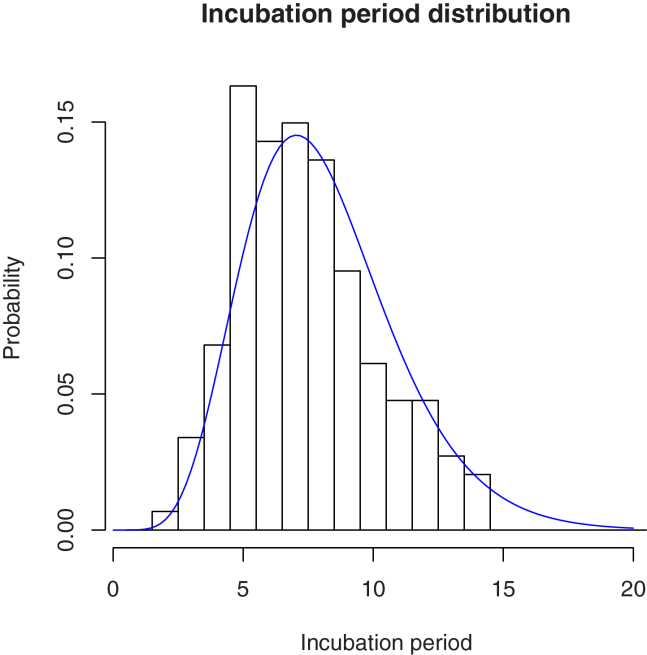 Incubation period distribution
Probability
0.15
0.10
0.05
0.00
0 5 10 15 20
Incubation period